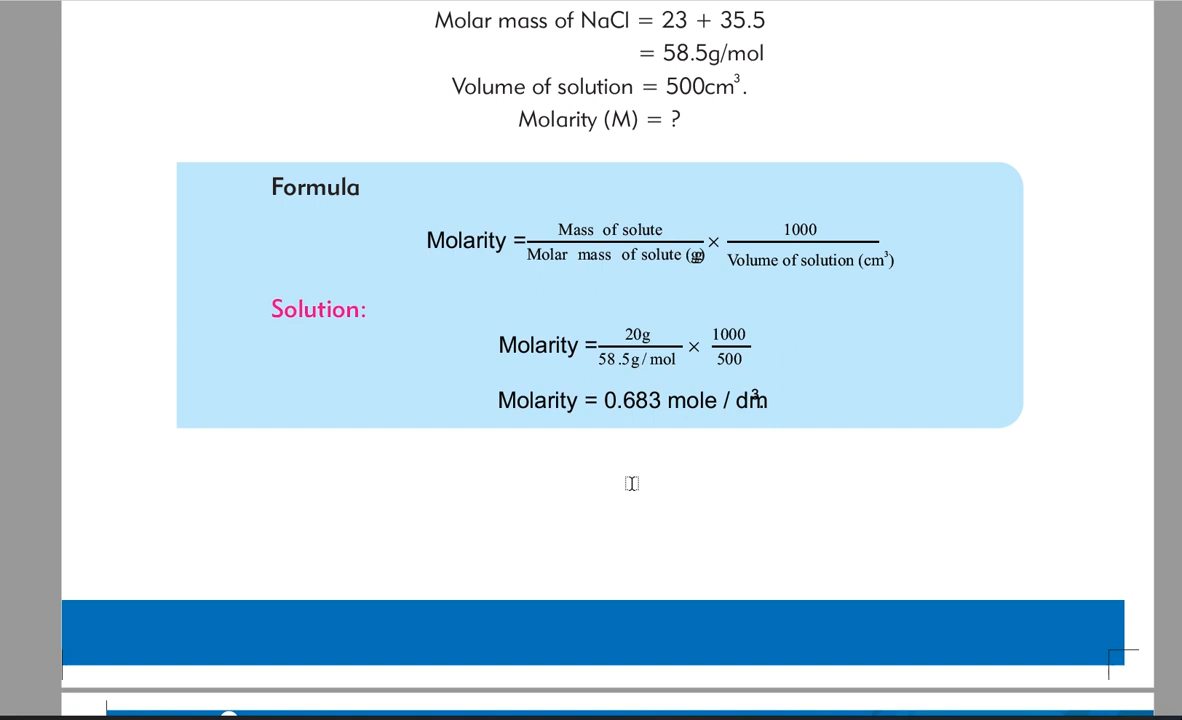 Molar mass of NaCl = 23 + 35.5
= 58.5g/mol
Volume of solution = 500cm³.
Molarity (M) = ?
Formula
Molarity = Mass of solute / Molar mass of solute (g) × 1000 / Volume of solution (cm³)
Solution:
Molarity = 20g / 58.5g/mol × 1000 / 500
Molarity = 0.683 mole / dm³